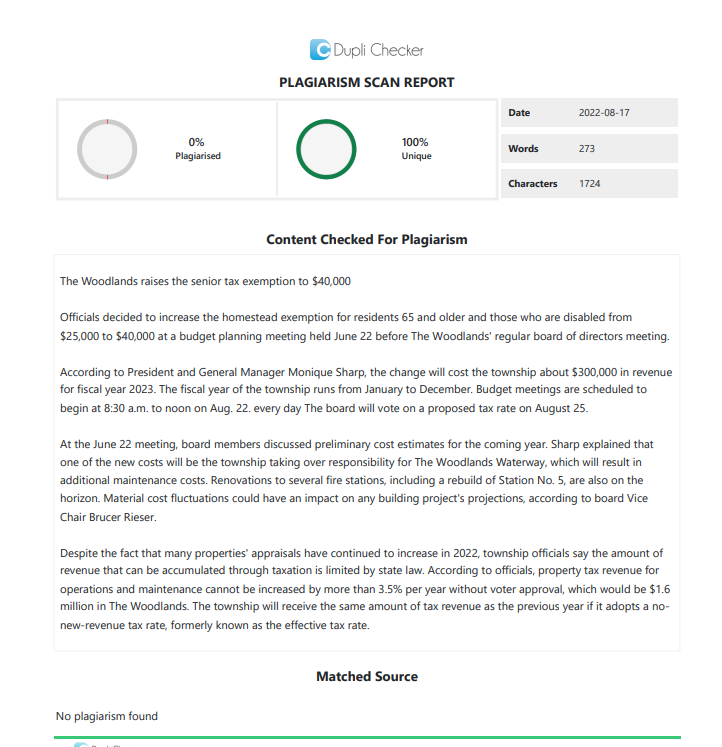 Dupli Checker
PLAGIARISM SCAN REPORT
0%
Plagiarised
100%
Unique
Date 2022-08-17
Words 273
Characters 1724
Content Checked For Plagiarism
The Woodlands raises the senior tax exemption to $40,000
Officials decided to increase the homestead exemption for residents 65 and older and those who are disabled from
$25,000 to $40,000 at a budget planning meeting held June 22 before The Woodlands' regular board of directors meeting.
According to President and General Manager Monique Sharp, the change will cost the township about $300,000 in revenue
for fiscal year 2023. The fiscal year of the township runs from January to December. Budget meetings are scheduled to
begin at 8:30 a.m. to noon on Aug. 22. every day The board will vote on a proposed tax rate on August 25.
At the June 22 meeting, board members discussed preliminary cost estimates for the coming year. Sharp explained that
one of the new costs will be the township taking over responsibility for The Woodlands Waterway, which will result in
additional maintenance costs. Renovations to several fire stations, including a rebuild of Station No. 5, are also on the
horizon. Material cost fluctuations could have an impact on any building project's projections, according to board Vice
Chair Brucer Rieser.
Despite the fact that many properties' appraisals have continued to increase in 2022, township officials say the amount of
revenue that can be accumulated through taxation is limited by state law. According to officials, property tax revenue for
operations and maintenance cannot be increased by more than 3.5% per year without voter approval, which would be $1.6
million in The Woodlands. The township will receive the same amount of tax revenue as the previous year if it adopts a no-
new-revenue tax rate, formerly known as the effective tax rate.
Matched Source
No plagiarism found